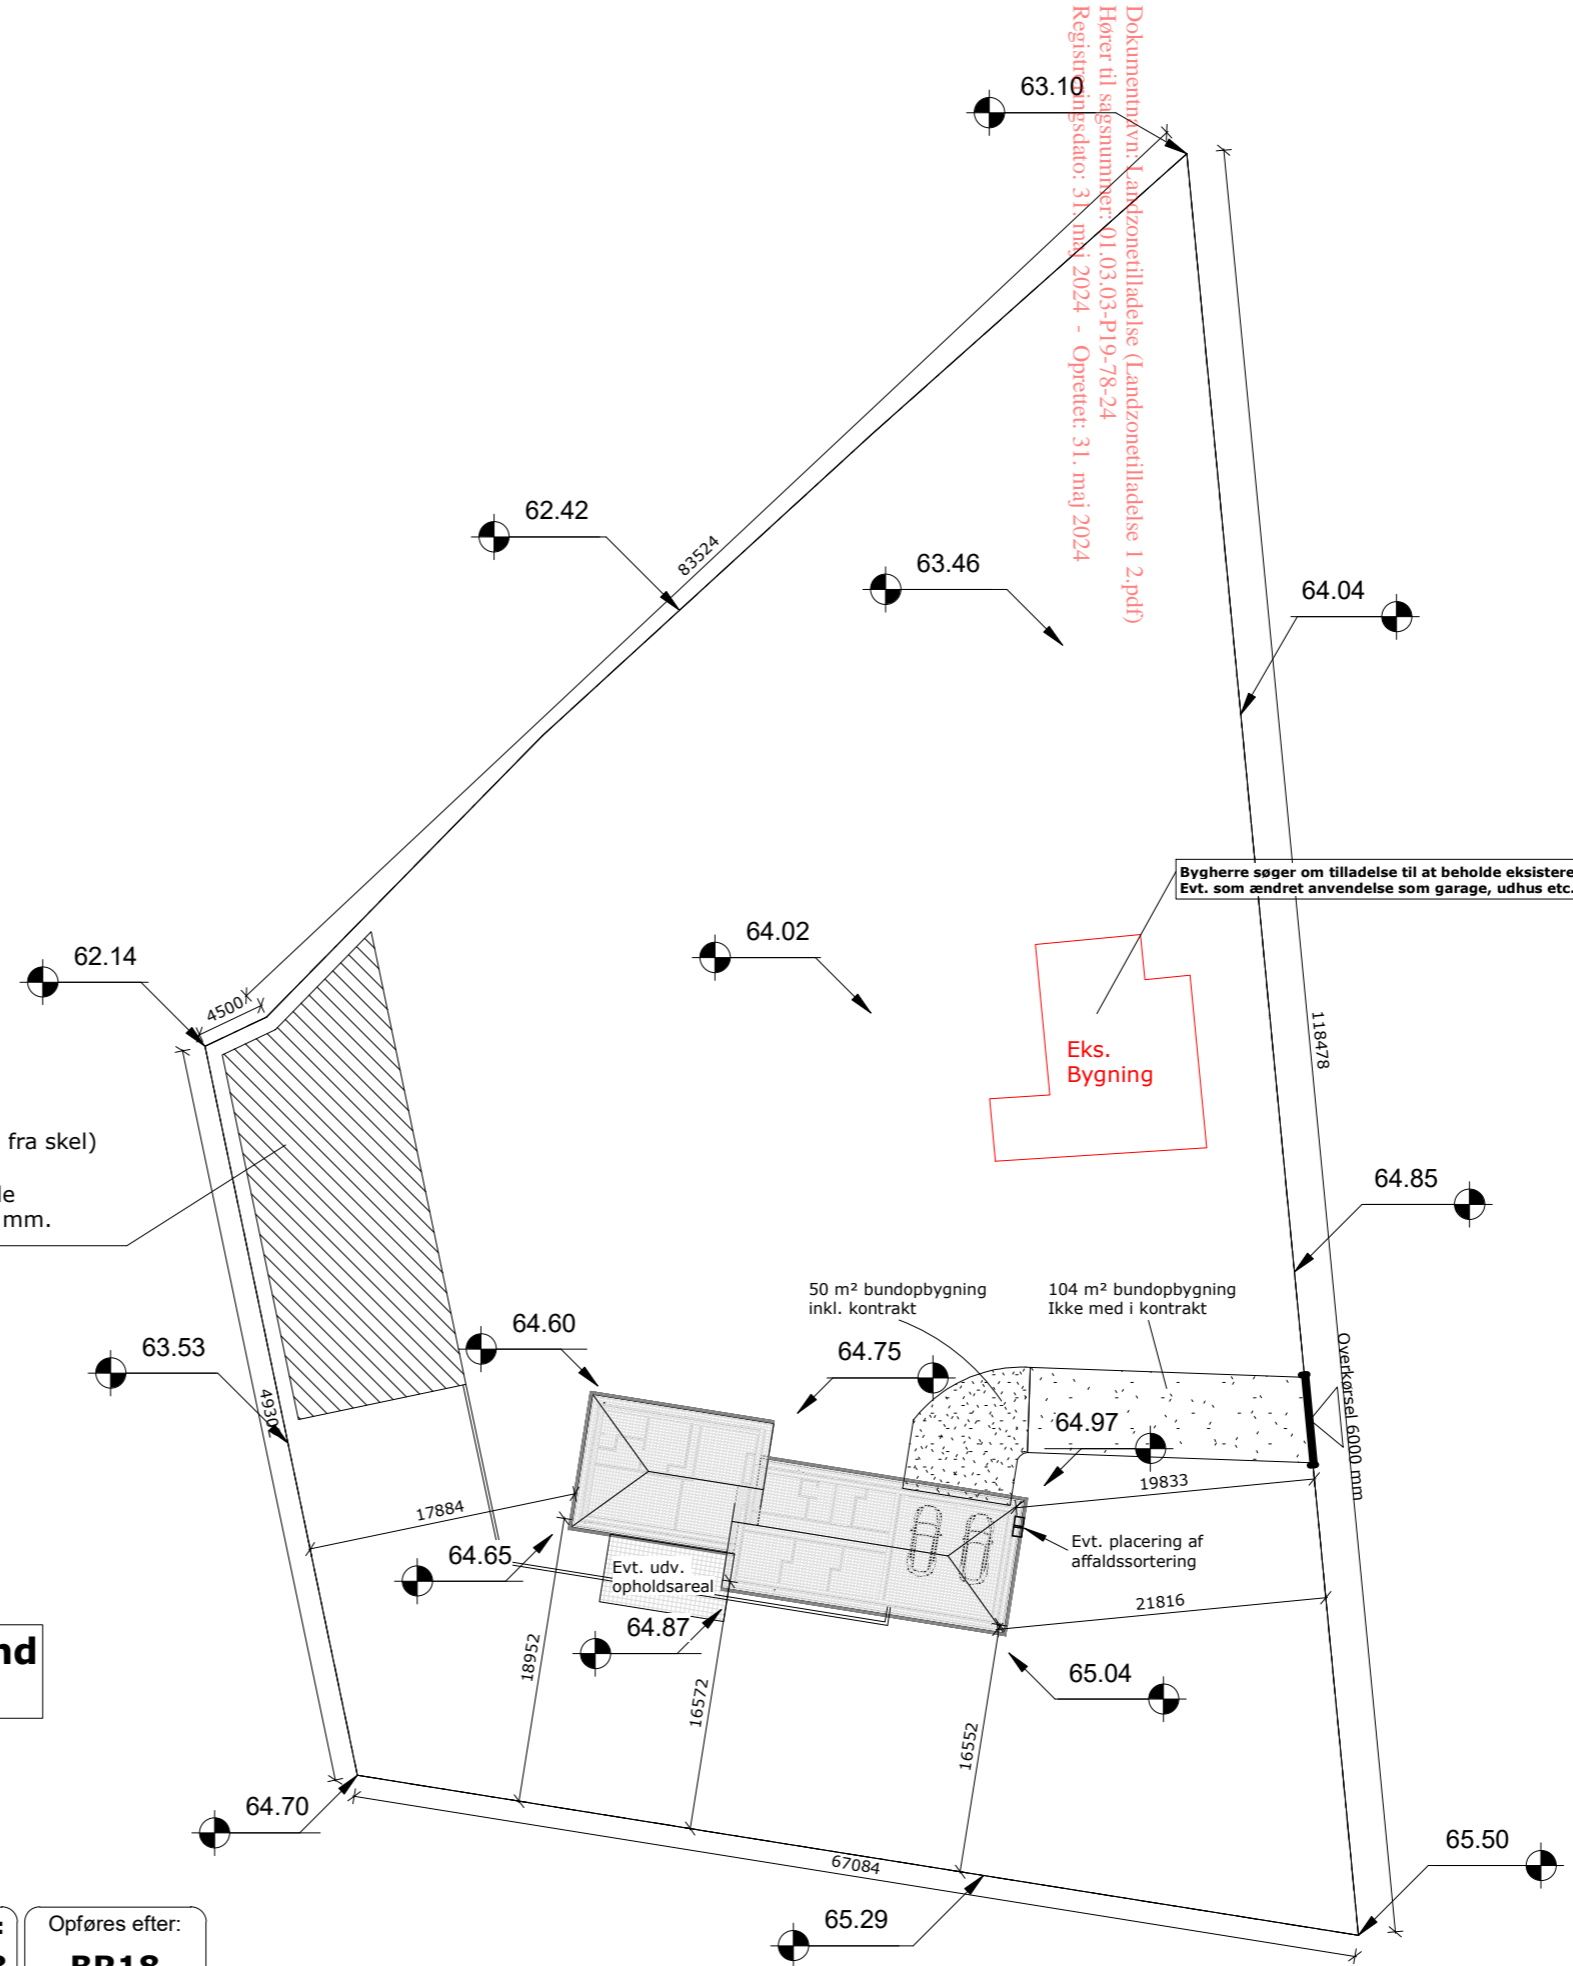 Dokumentnavn: Landzonetilladelse (Landzonetilladelse 1 2.pdf)
Hører til sagsnummer: 01.03.03-P19-78-24
Registreringsdato: 31. maj 2024 - Oprettet: 31. maj 2024
63.10
62.42
83524
63.46
64.04
Bygherre søger om tilladelse til at beholde
Evt. som ændret anvendelse som garage, udhus etc.
62.14
4500
64.02
118478
Eks.
Bygning
fra skel)
mm.
64.85
50 m² bundopbygning
inkl. kontrakt
104 m² bundopbygning
Ikke med i kontrakt
64.60
63.53
64.75
Overkørsel 6000 mm
64.97
19833
17884
Evt. placering af
affaldssortering
64.65
Evt. udv.
opholdsareal
21816
64.87
18952
16572
16552
65.04
64.70
67084
65.50
65.29
Opføres efter:
BR18